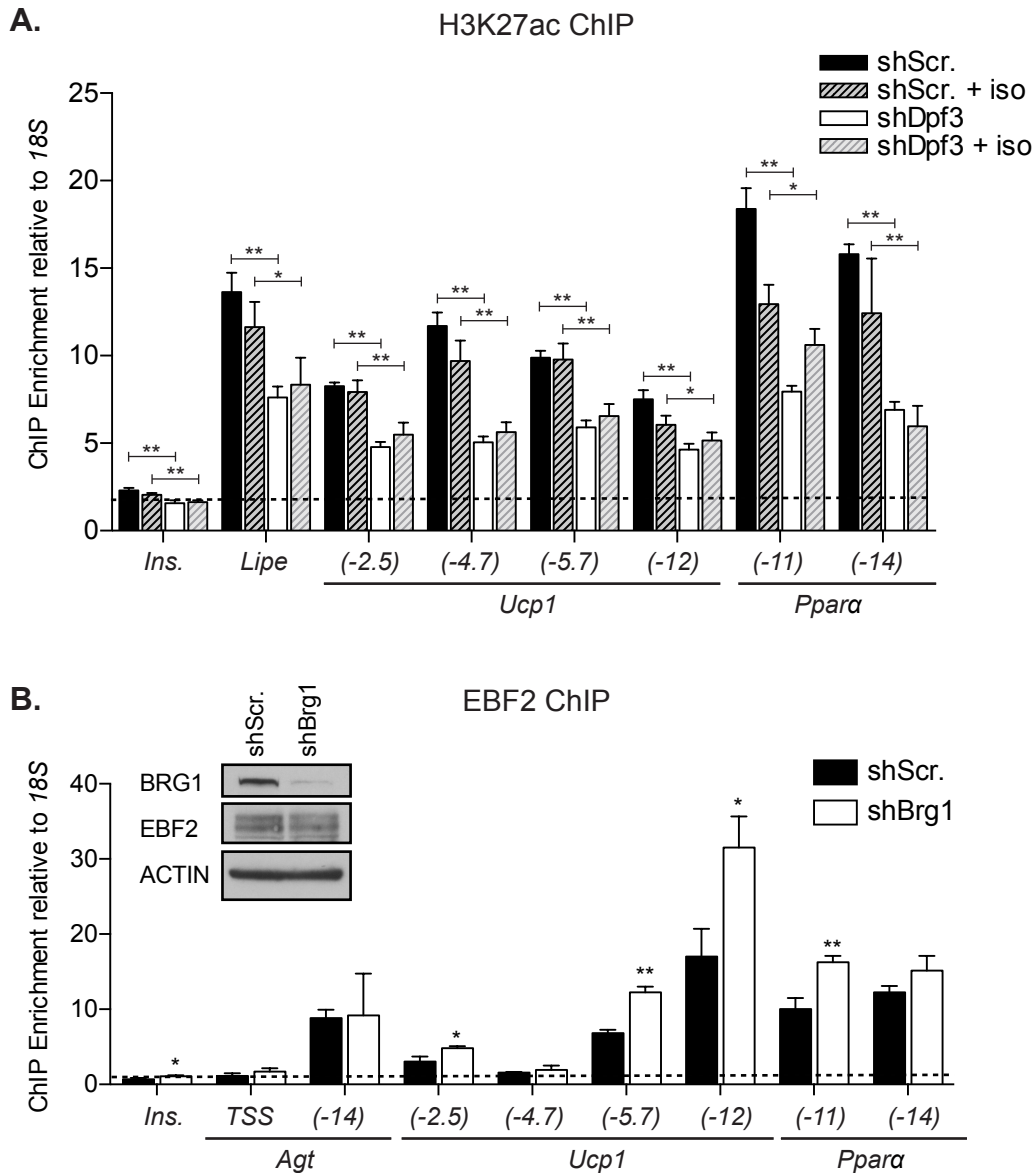 A.
H3K27ac ChIP
shScr.
shScr. + iso
shDpf3
shDpf3 + iso
ChIP Enrichment relative to 18S
25
20
15
10
5
0
** ** ** * ** ** ** ** ** ** ** * ** * ** **
Ins. Lipe (-2.5) (-4.7) (-5.7) (-12) (-11) (-14)
Ucp1 Pparα
B.
EBF2 ChIP
shScr. shBrg1
BRG1
EBF2
ACTIN
shScr.
shBrg1
ChIP Enrichment relative to 18S
40
30
20
10
0
* * ** * **
Ins. TSS (-14) (-2.5) (-4.7) (-5.7) (-12) (-11) (-14)
Agt Ucp1 Pparα